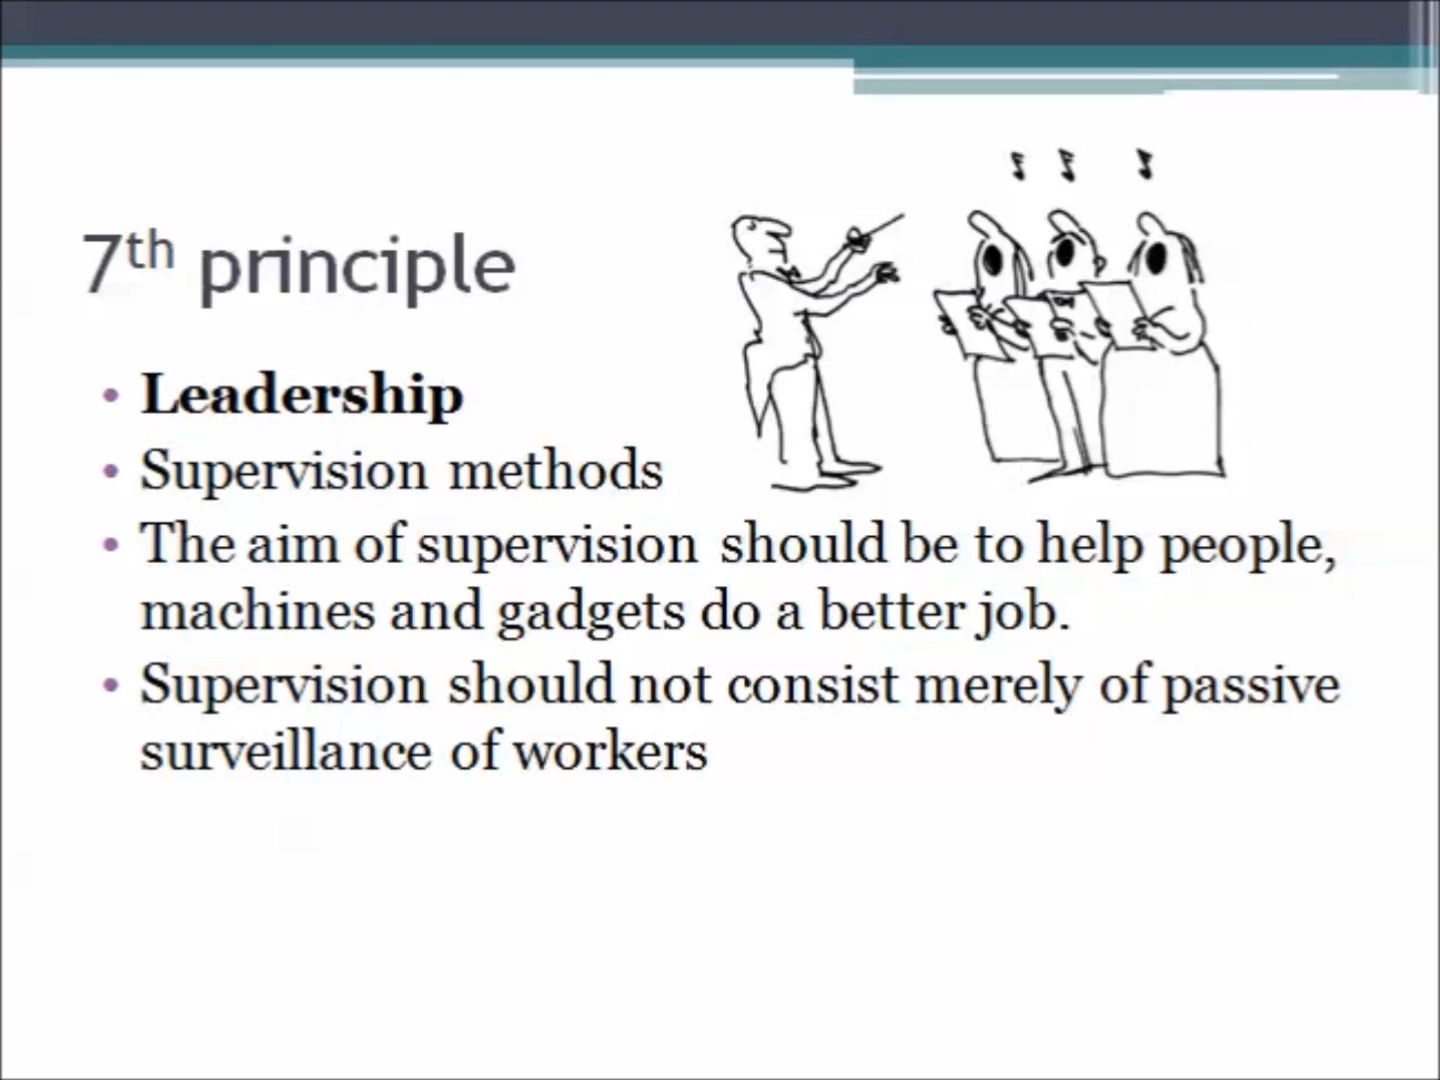 7th principle
• Leadership
• Supervision methods
• The aim of supervision should be to help people,
machines and gadgets do a better job.
• Supervision should not consist merely of passive
surveillance of workers